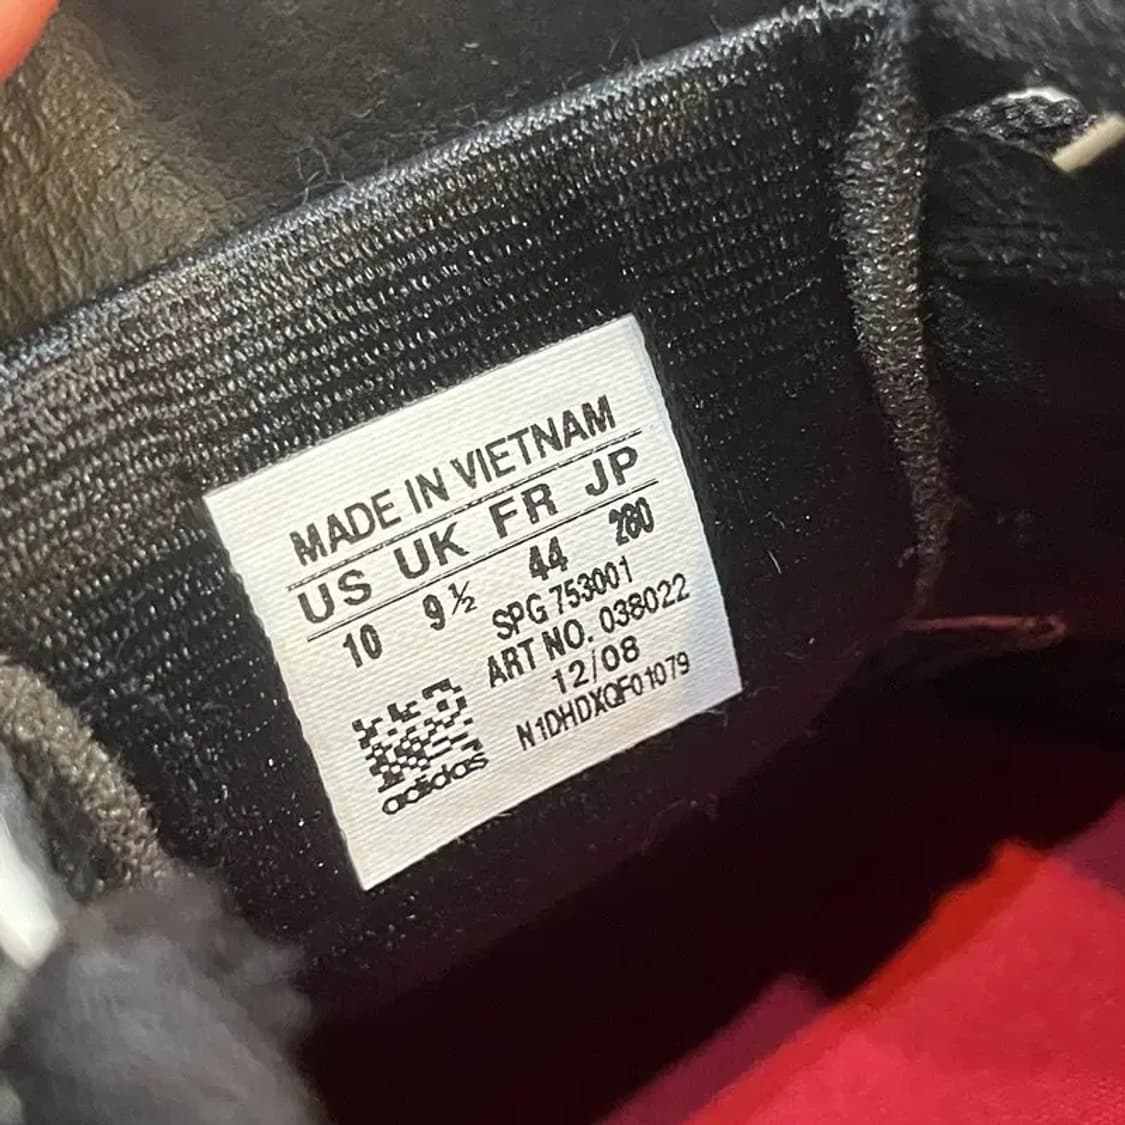 MADE IN VIETNAM
US UK FR JP
10 9½ 44 280
SPG 753001
ART NO. 038022
12/08
N1DHDXQF01079
adidas